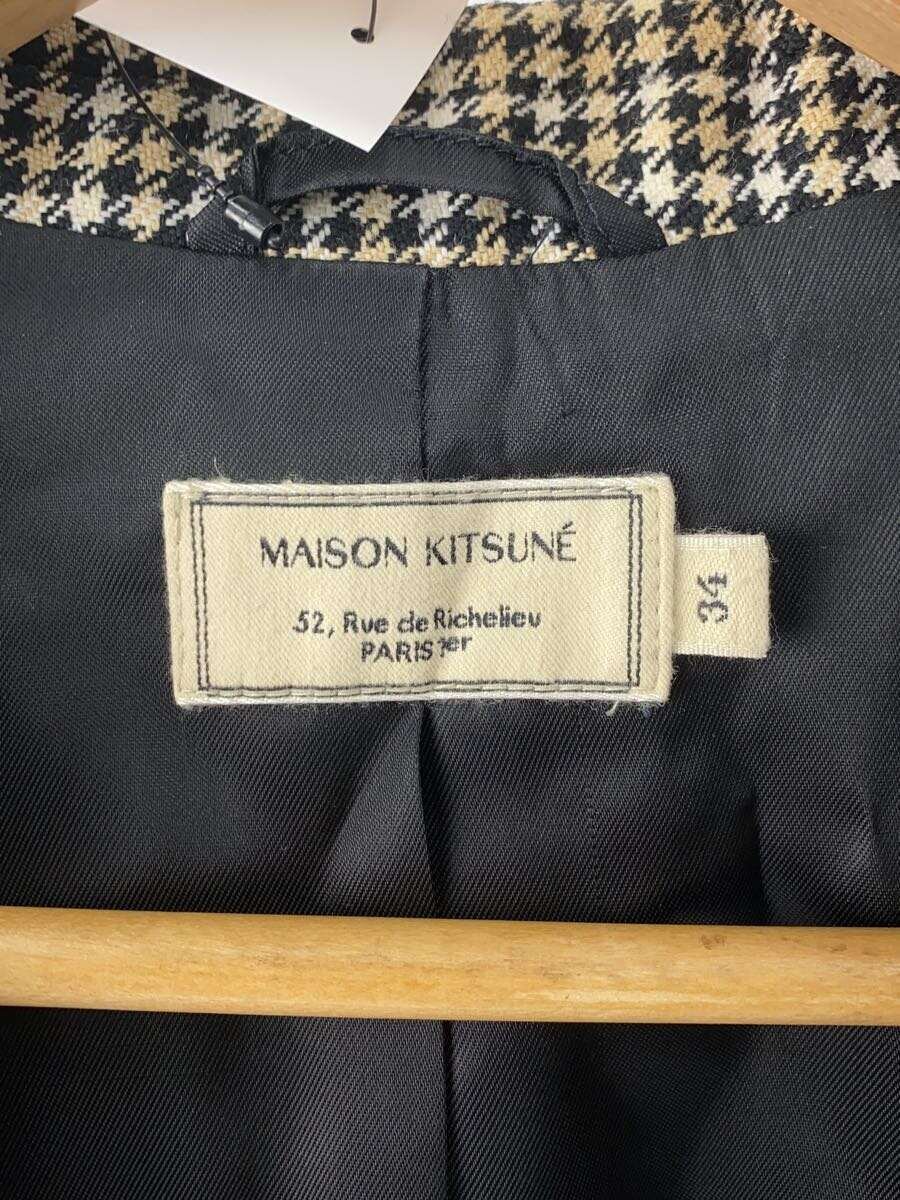 MAISON KITSUNÉ
52, Rue de Richelieu
PARIS 1er
34